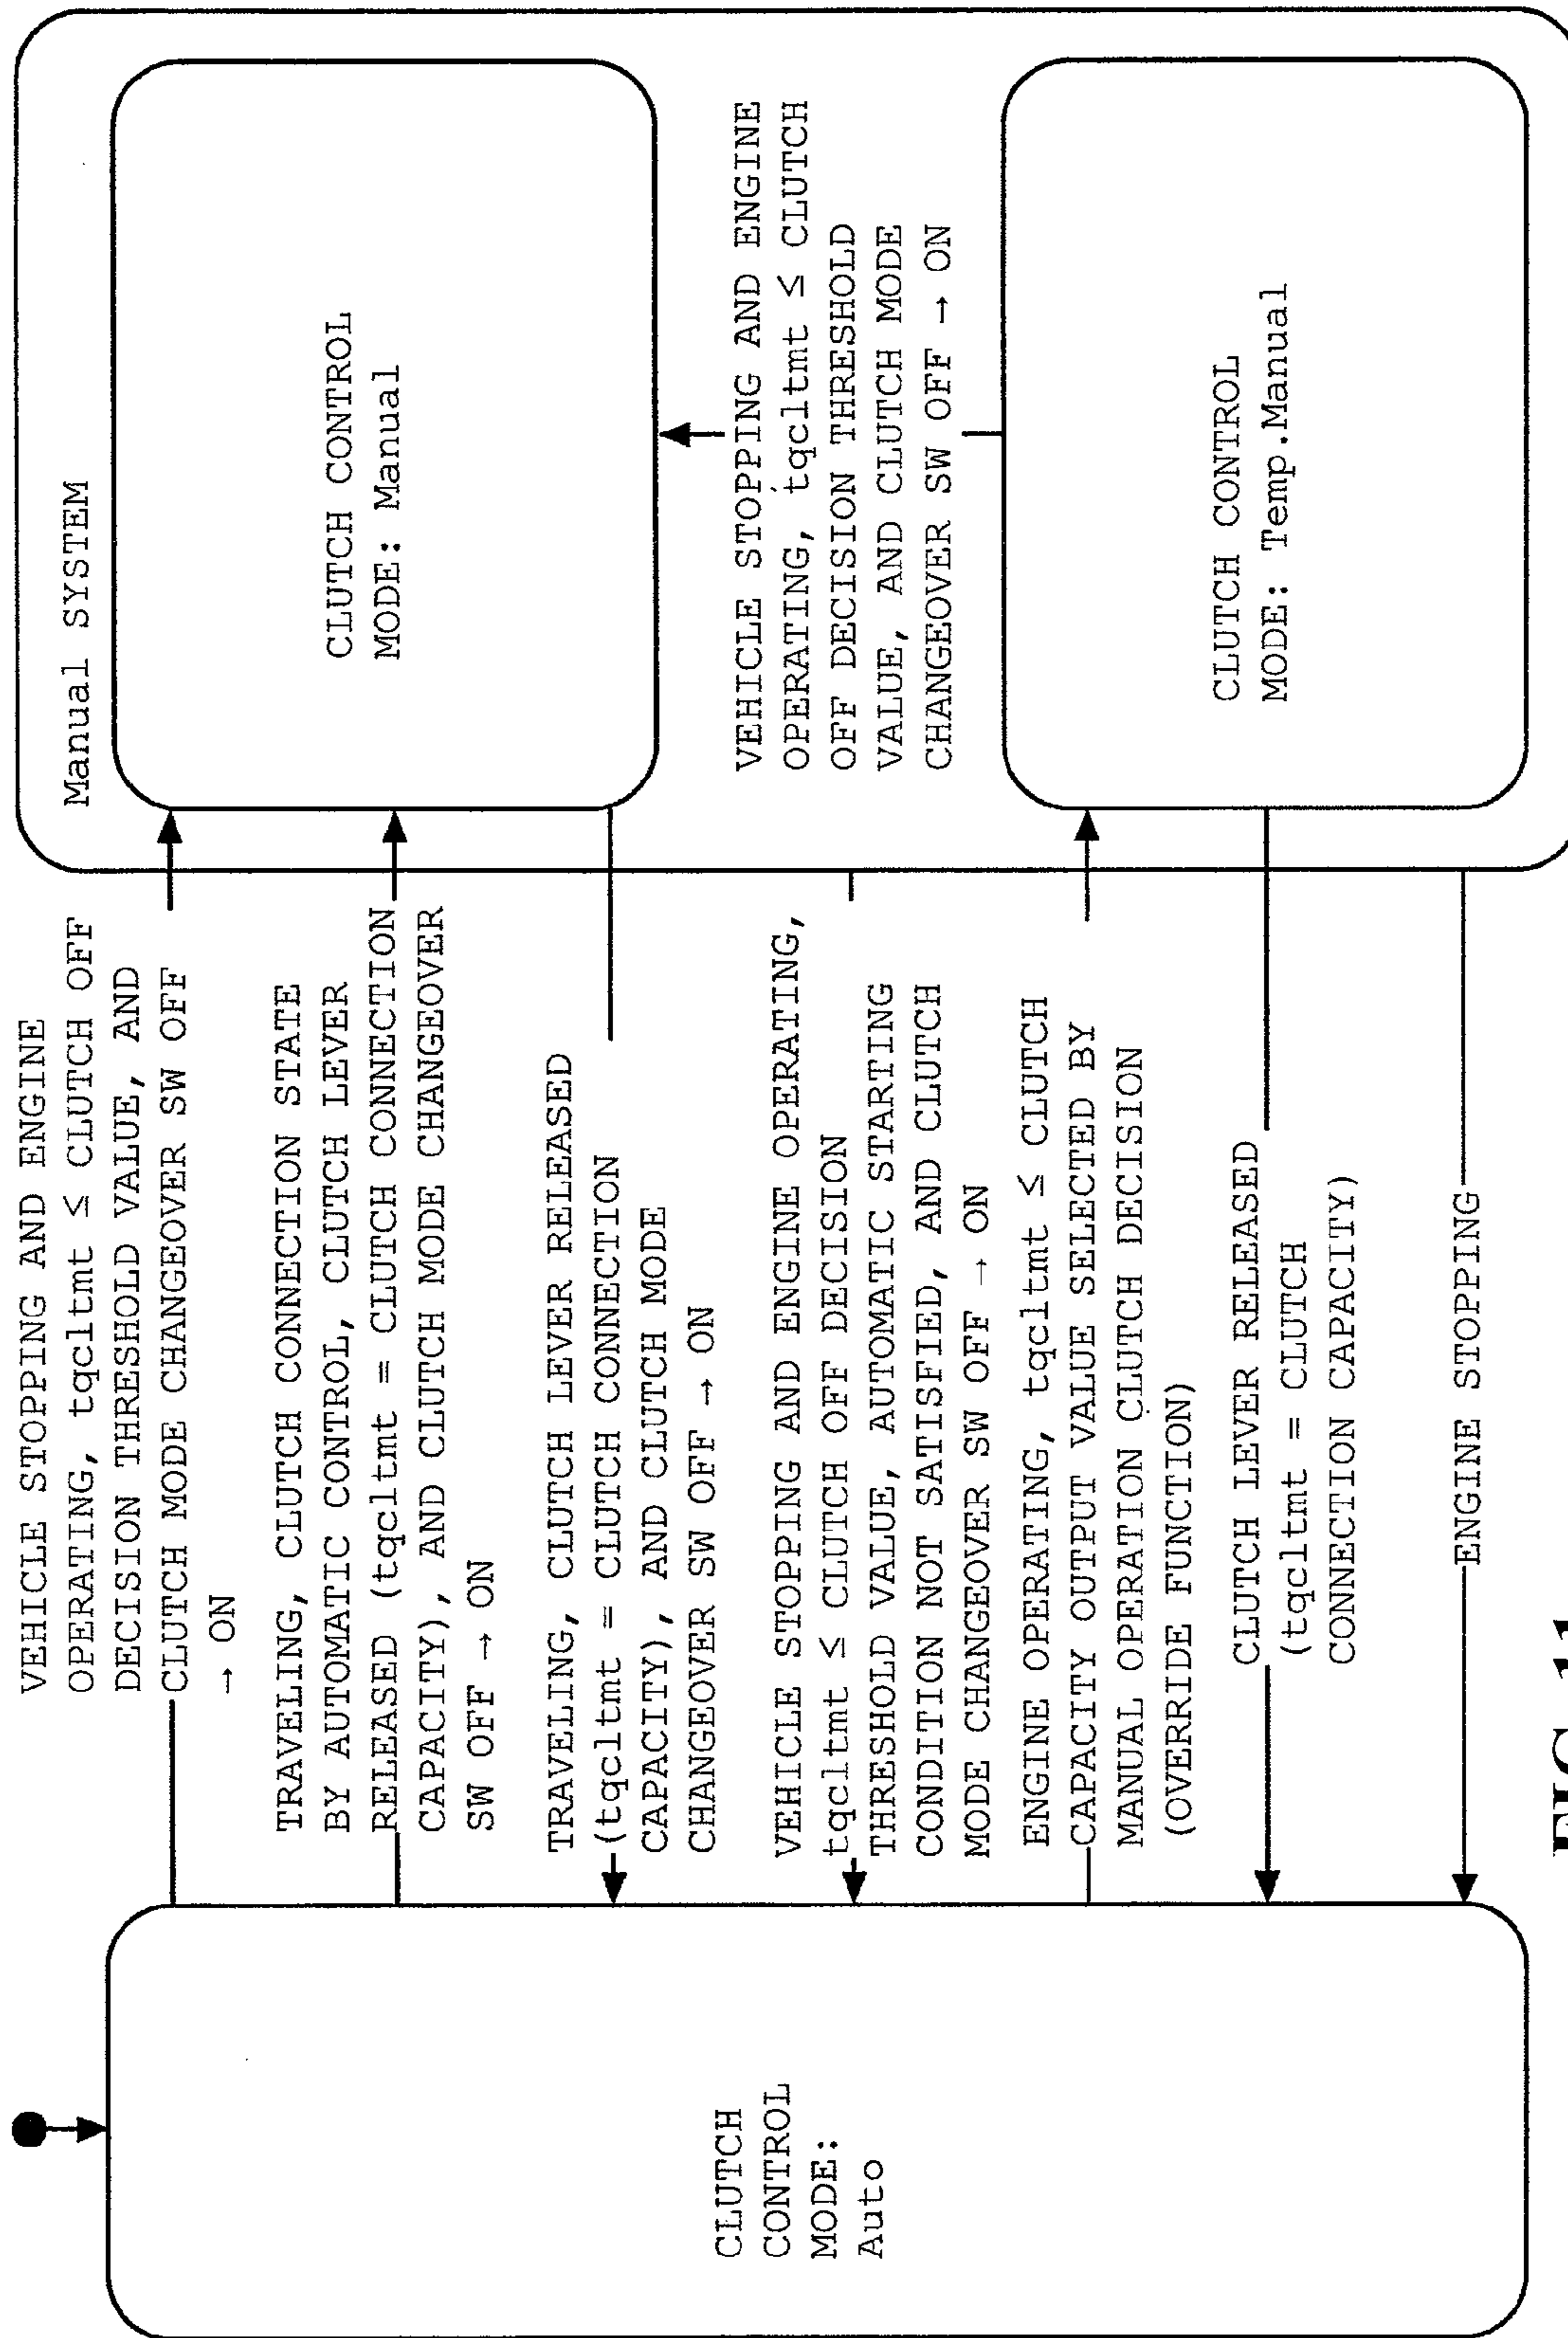 CLUTCH
CONTROL
MODE:
Auto
VEHICLE STOPPING AND ENGINE
OPERATING, tqcltmt ≤ CLUTCH OFF
DECISION THRESHOLD VALUE, AND
CLUTCH MODE CHANGEOVER SW OFF
→ ON
TRAVELING, CLUTCH CONNECTION STATE
BY AUTOMATIC CONTROL, CLUTCH LEVER
RELEASED (tqcltmt = CLUTCH CONNECTION
CAPACITY), AND CLUTCH MODE CHANGEOVER
SW OFF → ON
TRAVELING, CLUTCH LEVER RELEASED
(tqcltmt = CLUTCH CONNECTION
CAPACITY), AND CLUTCH MODE
CHANGEOVER SW OFF → ON
VEHICLE STOPPING AND ENGINE OPERATING,
tqcltmt ≤ CLUTCH OFF DECISION
THRESHOLD VALUE, AUTOMATIC STARTING
CONDITION NOT SATISFIED, AND CLUTCH
MODE CHANGEOVER SW OFF → ON
ENGINE OPERATING, tqcltmt ≤ CLUTCH
CAPACITY OUTPUT VALUE SELECTED BY
MANUAL OPERATION CLUTCH DECISION
(OVERRIDE FUNCTION)
CLUTCH LEVER RELEASED
(tqcltmt = CLUTCH
CONNECTION CAPACITY)
ENGINE STOPPING
Manual SYSTEM
CLUTCH CONTROL
MODE: Manual
VEHICLE STOPPING AND ENGINE
OPERATING, tqcltmt ≤ CLUTCH
OFF DECISION THRESHOLD
VALUE, AND CLUTCH MODE
CHANGEOVER SW OFF → ON
CLUTCH CONTROL
MODE: Temp.Manual
FIG. 11